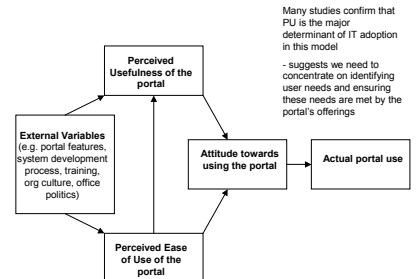 Many studies confirm that
PU is the major
determinant of IT adoption
in this model
- suggests we need to
concentrate on identifying
user needs and ensuring
these needs are met by the
portal's offerings
Perceived
Usefulness of the
portal
External Variables
(e.g. portal features,
system development
process, training,
org culture, office
politics)
Attitude towards
using the portal
Actual portal use
Perceived Ease
of Use of the
portal